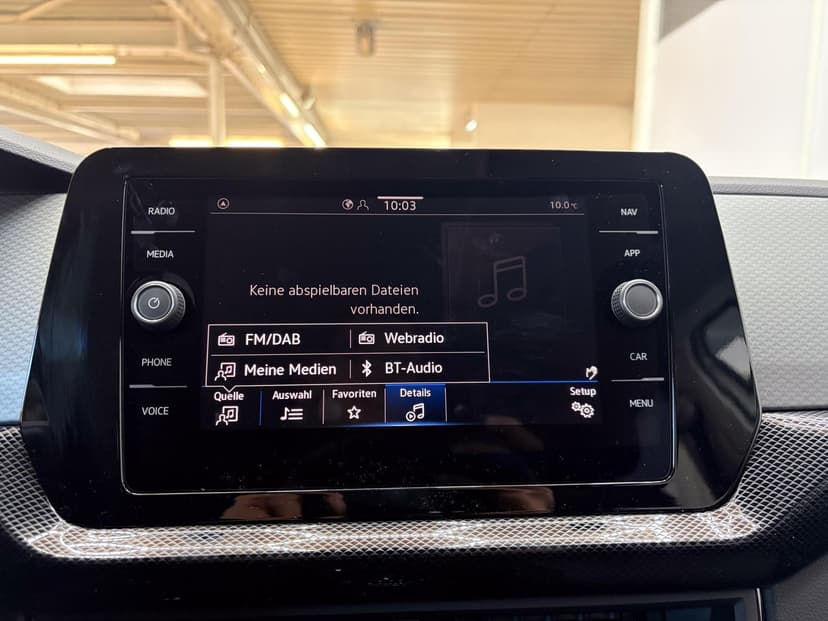 RADIO
MEDIA
PHONE
VOICE
10:03
10.0 °C
Keine abspielbaren Dateien
vorhanden.
FM/DAB
Webradio
Meine Medien
BT-Audio
Quelle
Auswahl
Favoriten
Details
Setup
NAV
APP
CAR
MENU